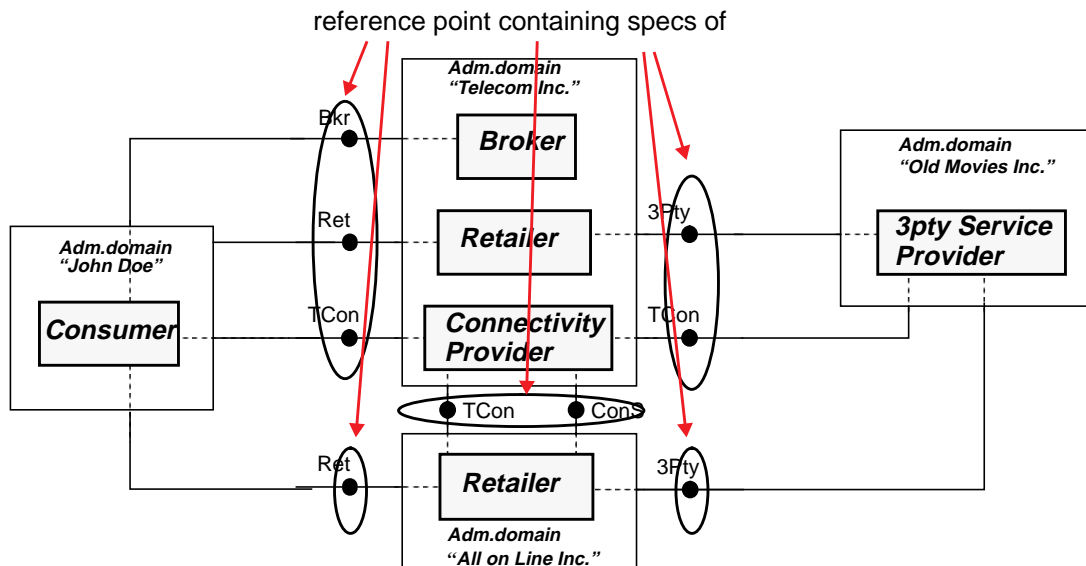 reference point containing specs of
Adm.domain
“Telecom Inc.”
Bkr
Broker
Adm.domain
“Old Movies Inc.”
Ret
Retailer
3Pty
3pty Service
Provider
Adm.domain
“John Doe”
Consumer
TCon
Connectivity
Provider
TCon
TCon
ConS
Ret
Retailer
3Pty
Adm.domain
“All on Line Inc.”